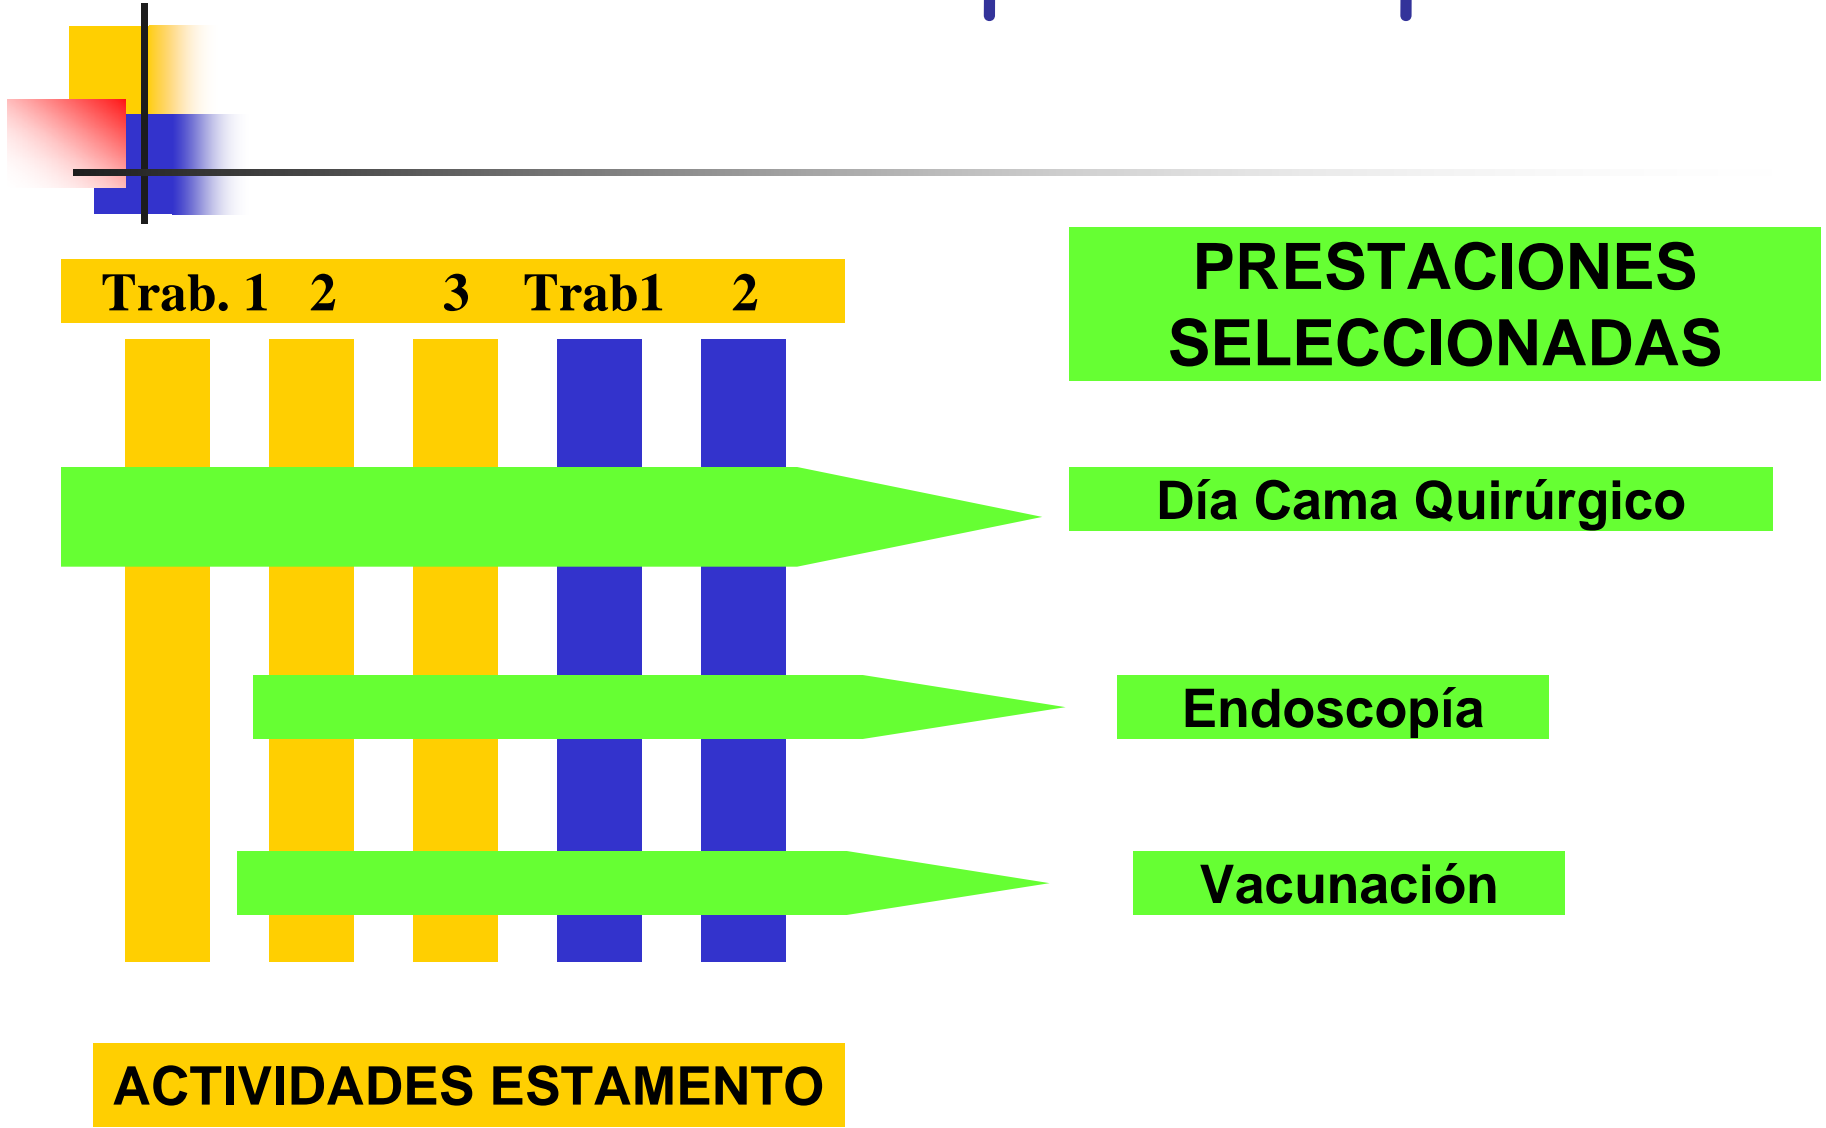 Trab. 1 2 3 Trab1 2
PRESTACIONES
SELECCIONADAS
Día Cama Quirúrgico
Endoscopía
Vacunación
ACTIVIDADES ESTAMENTO